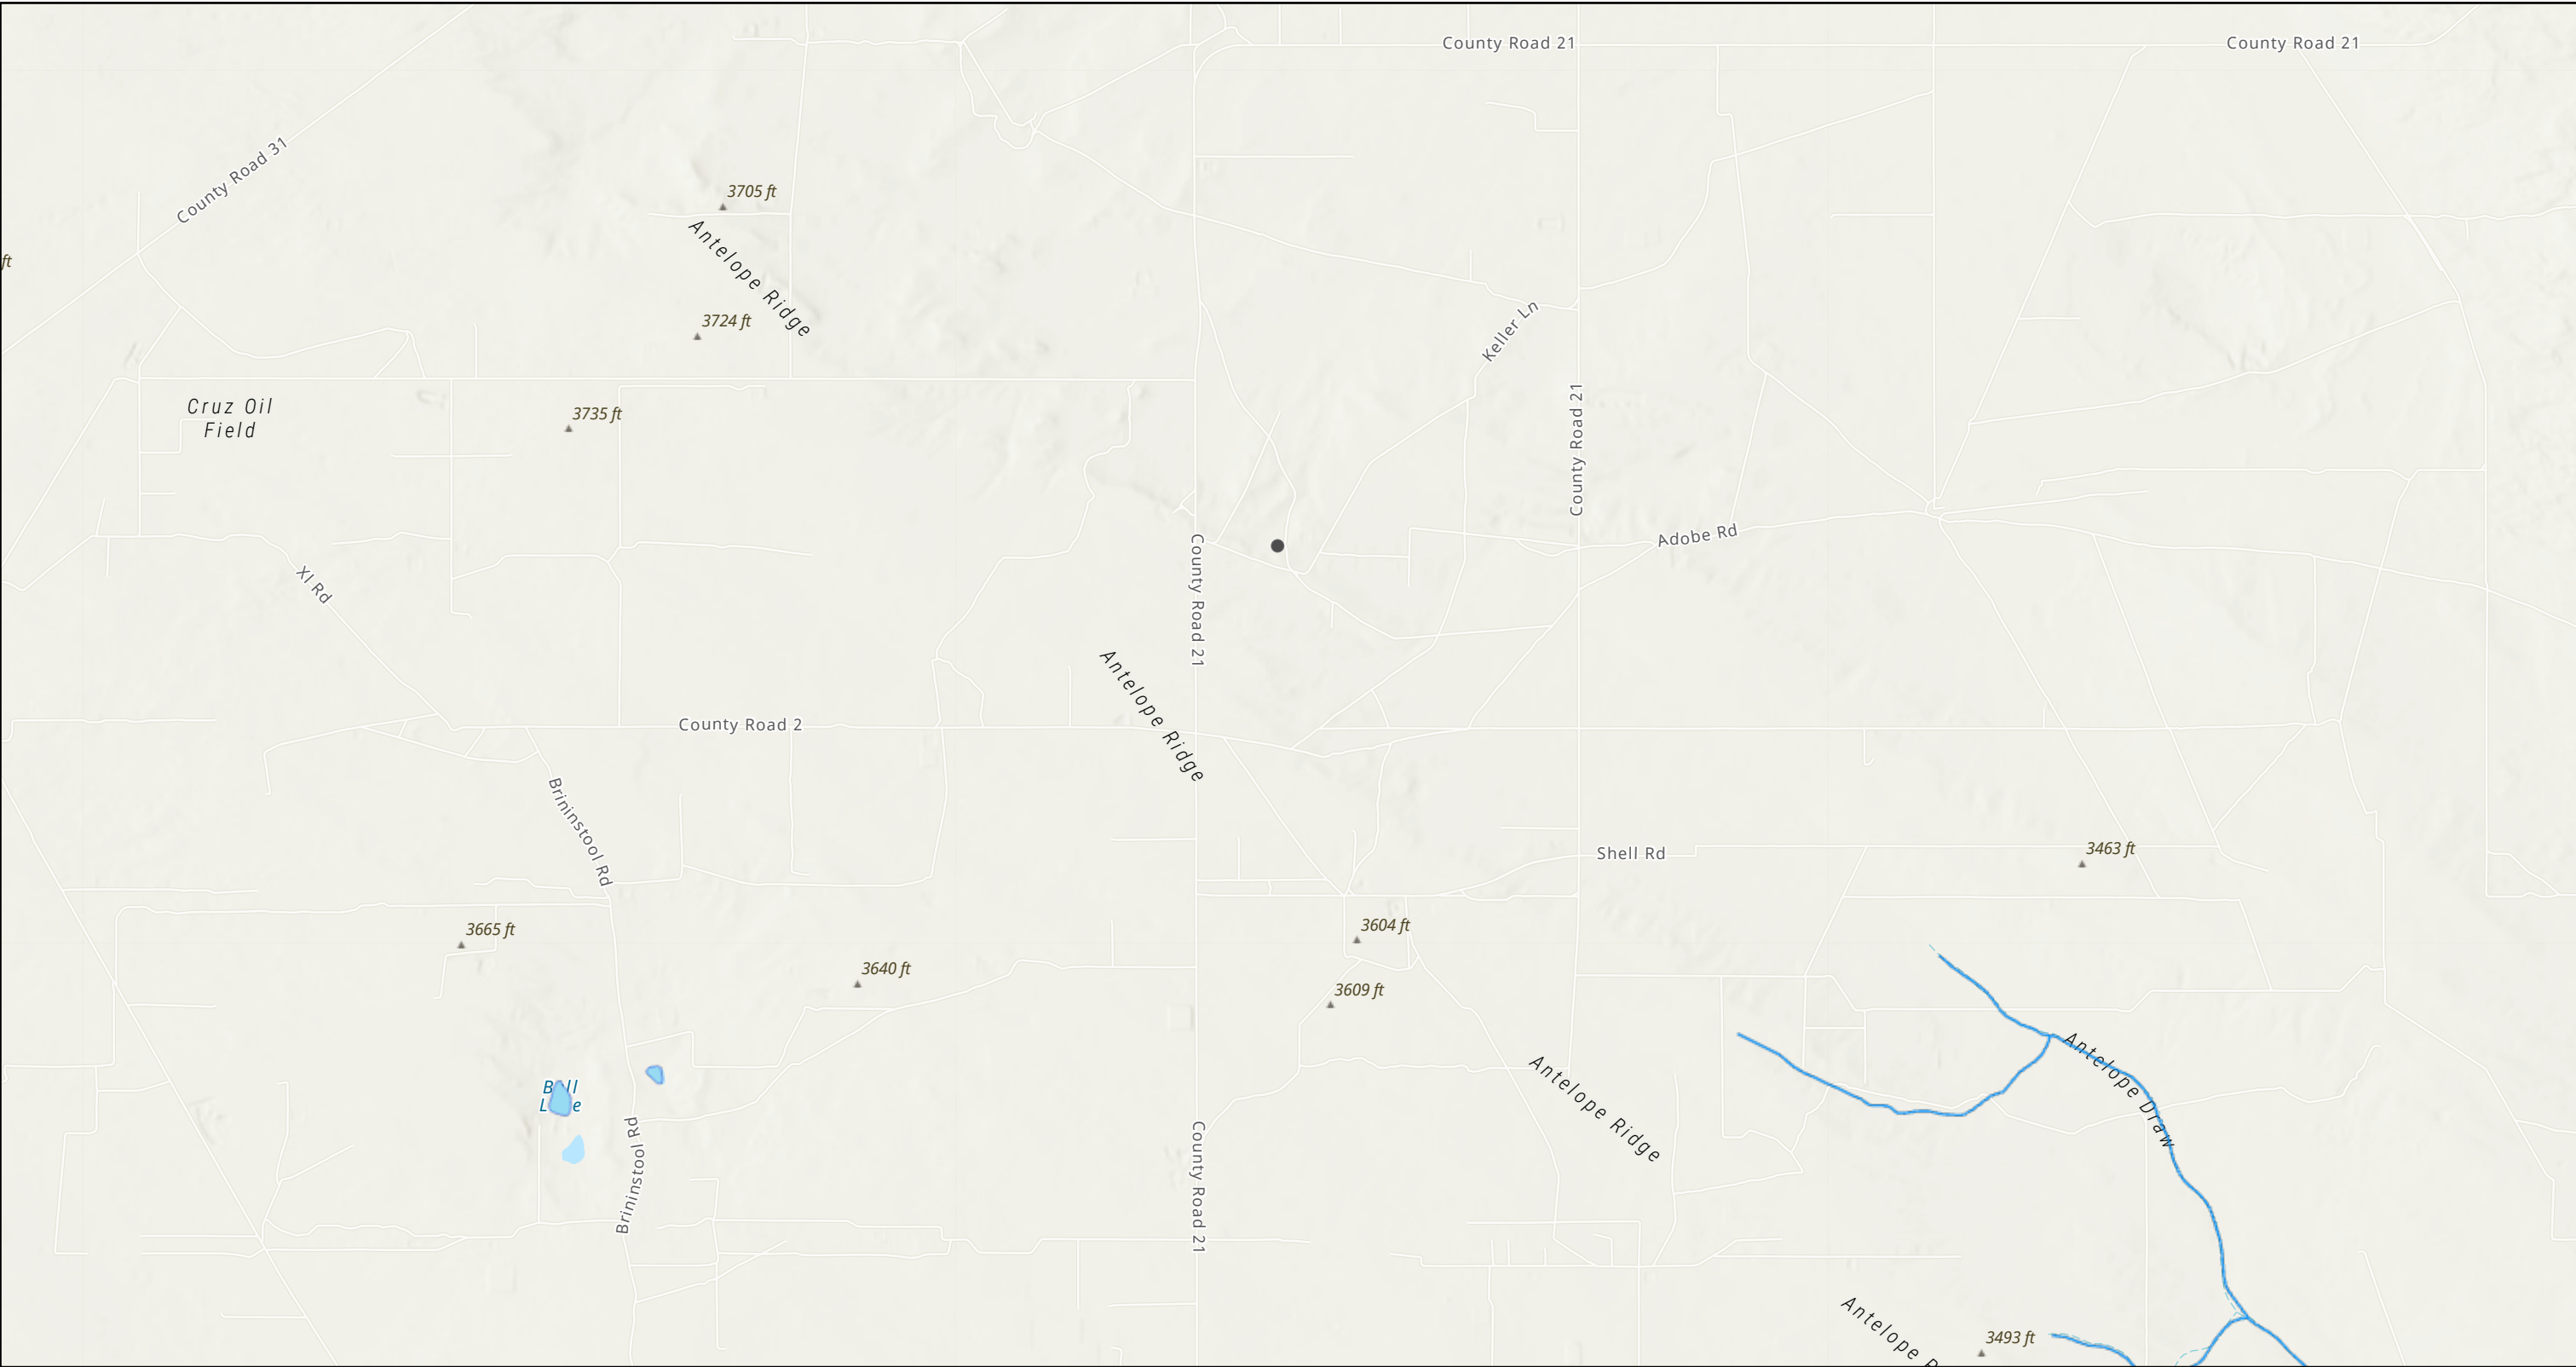 County Road 21
County Road 21
County Road 31
3705 ft
Antelope Ridge
ft
3724 ft
Keller Ln
Cruz Oil
Field
3735 ft
County Road 21
Adobe Rd
Xl Rd
County Road 21
Antelope Ridge
County Road 2
Brininstool Rd
Shell Rd
3463 ft
3665 ft
3604 ft
3640 ft
3609 ft
Antelope Ridge
Antelope Draw
Brininstool Rd
County Road 21
Antelope
3493 ft